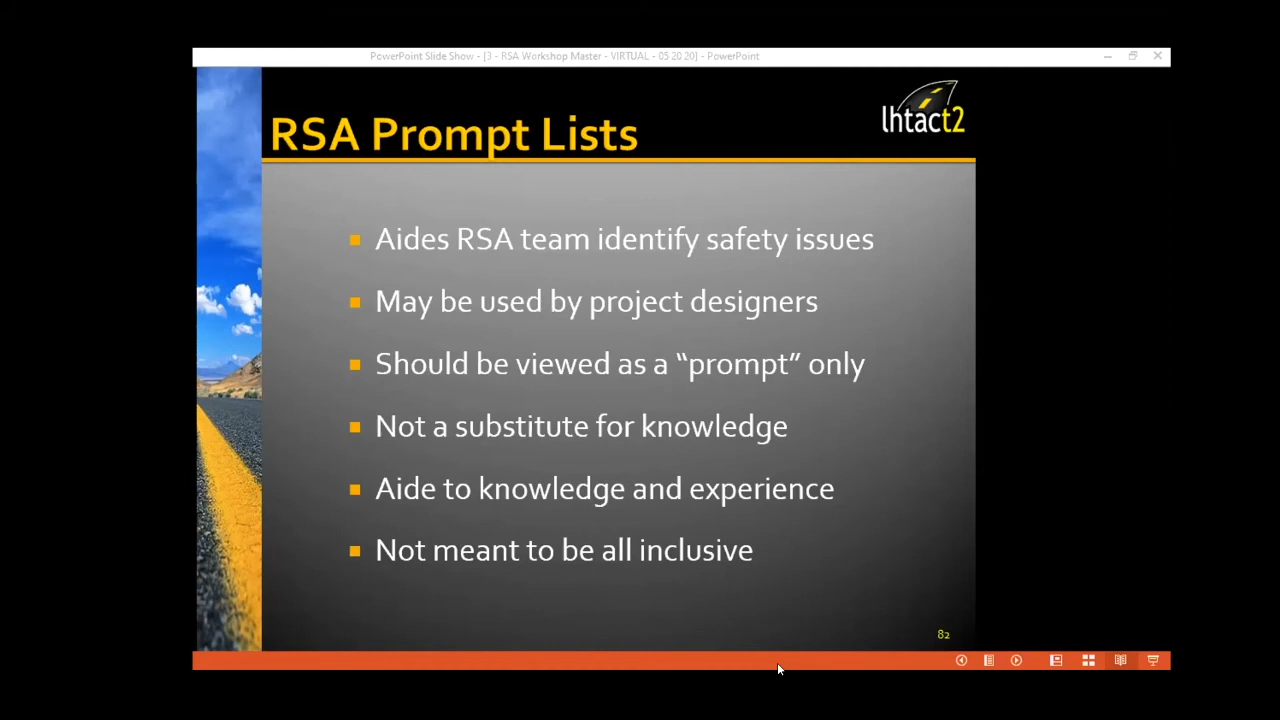 PowerPoint Slide Show - [3 - RSA Workshop Master - VIRTUAL - 05 20 20] - PowerPoint
lhtact2
RSA Prompt Lists
Aides RSA team identify safety issues
May be used by project designers
Should be viewed as a “prompt” only
Not a substitute for knowledge
Aide to knowledge and experience
Not meant to be all inclusive
82